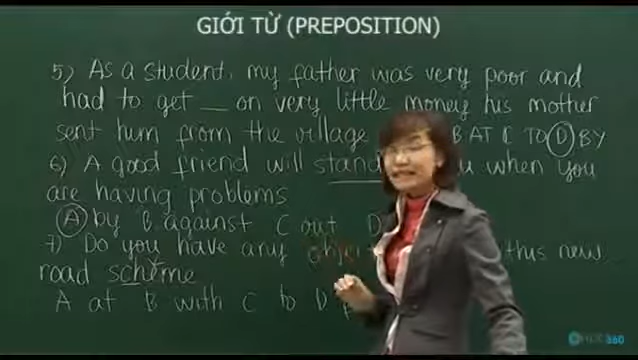 GIỚI TỪ (PREPOSITION)
5) As a student, my father was very poor and
had to get __ on very little money his mother
sent him from the village B AT C TO D BY
6) A good friend will stand when you
are having problems
A by B against C out D
7) Do you have any this new
road scheme
A at B with C to D